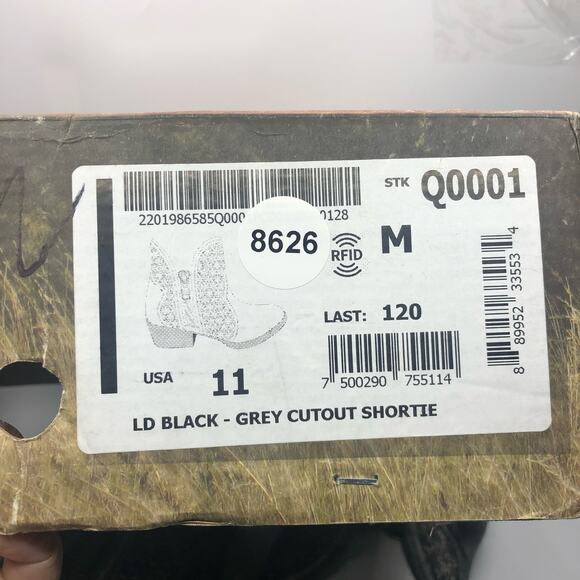 STK Q0001
2201986585Q000 0128
8626
RFID
M
LAST: 120
7 500290 755114
8 89952 33553 4
USA 11
LD BLACK - GREY CUTOUT SHORTIE